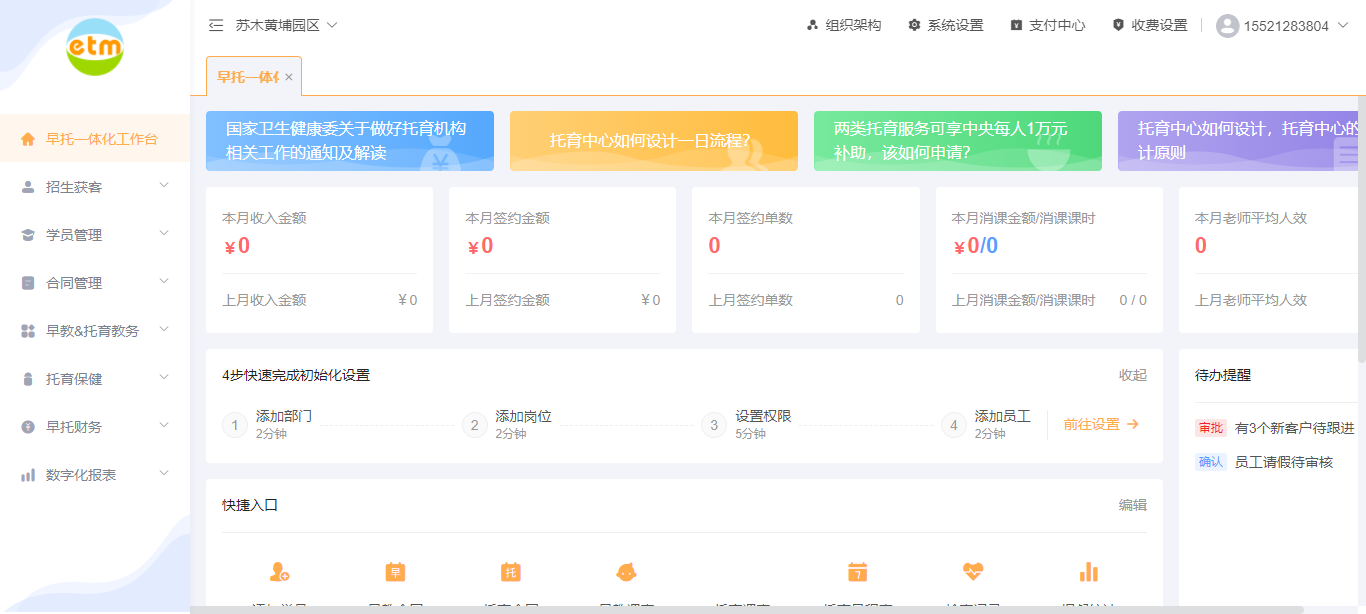 etm
苏木黄埔园区
组织架构
系统设置
支付中心
收费设置
15521283804
早托一体
早托一体化工作台
招生获客
学员管理
合同管理
早教&托育教务
托育保健
早托财务
数字化报表
国家卫生健康委关于做好托育机构
相关工作的通知及解读
托育中心如何设计一日流程？
两类托育服务可享中央每人1万元
补助，该如何申请？
托育中心如何设计，托育中心的
计原则
本月收入金额
¥0
上月收入金额 ¥0
本月签约金额
¥0
上月签约金额 ¥0
本月签约单数
0
上月签约单数 0
本月消课金额/消课课时
¥0/0
上月消课金额/消课课时 0 / 0
本月老师平均人效
0
上月老师平均人效
4步快速完成初始化设置 收起
1 添加部门
2分钟
2 添加岗位
2分钟
3 设置权限
5分钟
4 添加员工
2分钟
前往设置
待办提醒
审批 有3个新客户待跟进
确认 员工请假待审核
快捷入口 编辑
早
托
7